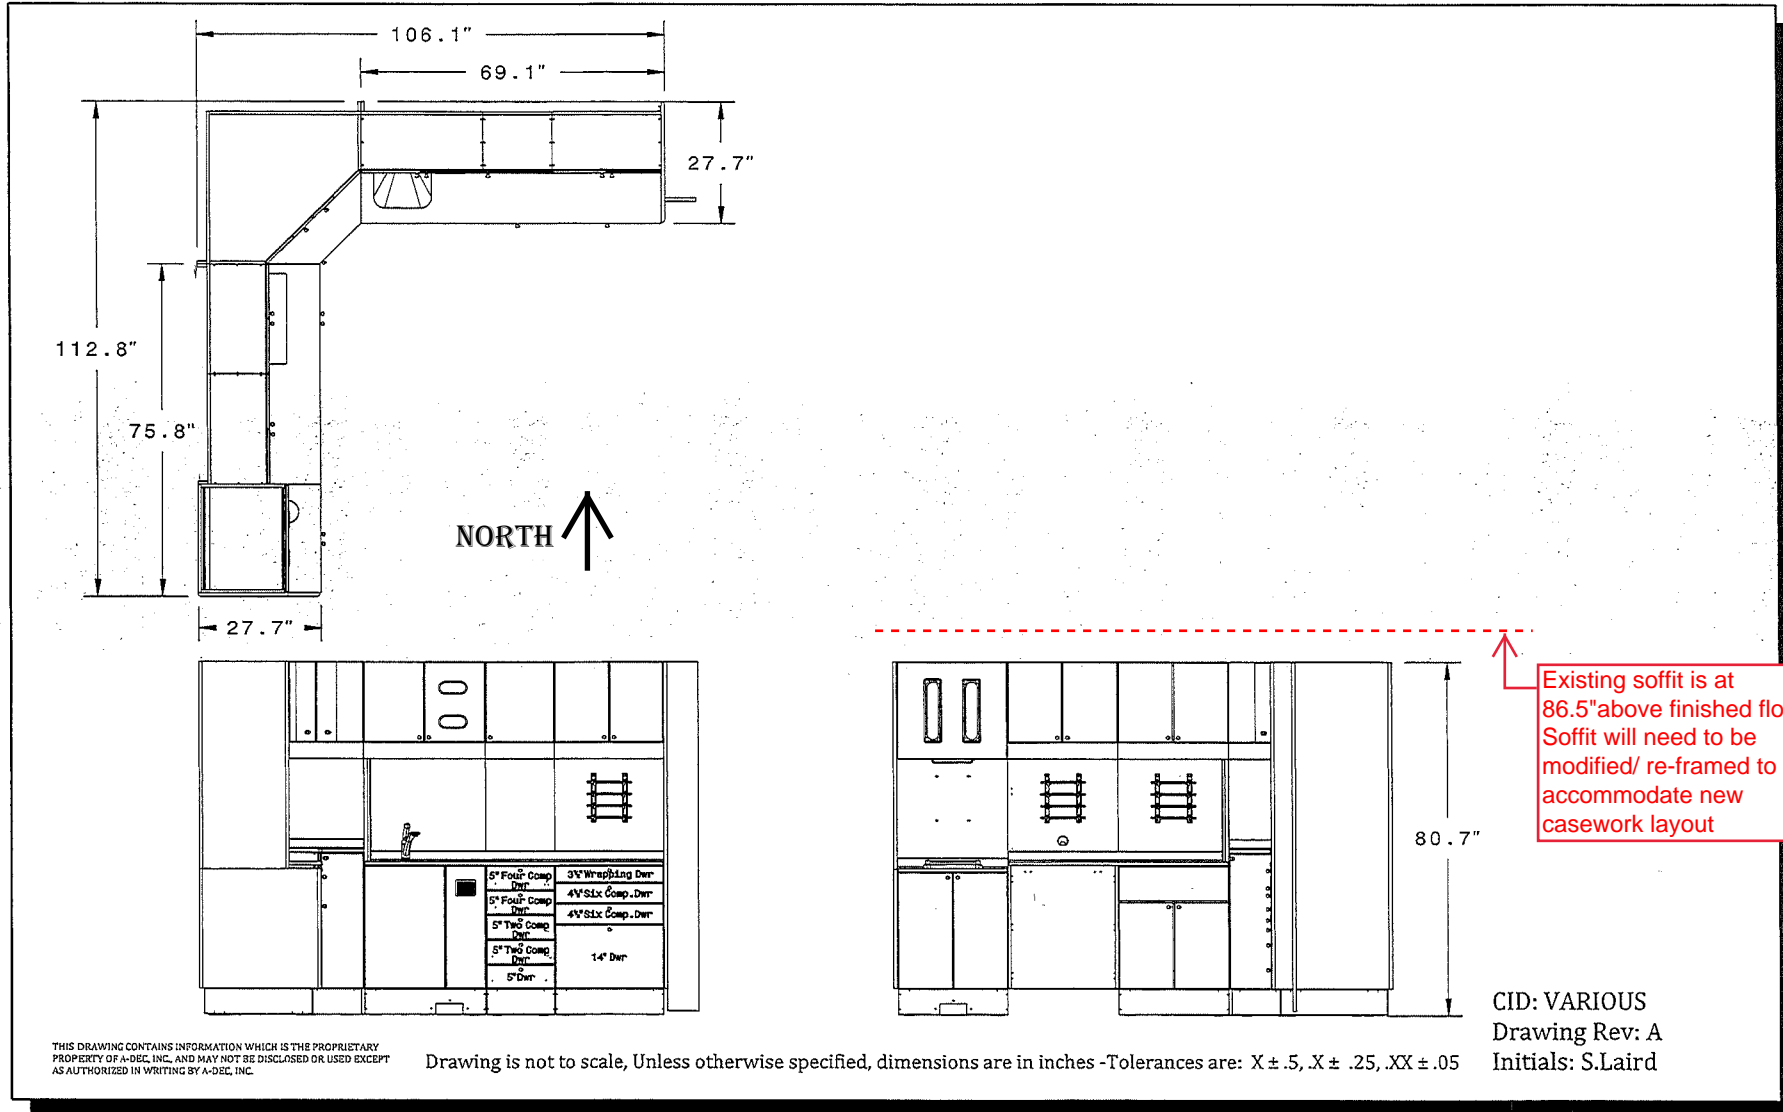 106.1"
69.1"
27.7"
112.8"
75.8"
NORTH
27.7"
Existing soffit is at
86.5"above finished flo
Soffit will need to be
modified/ re-framed to
accommodate new
casework layout
80.7"
5" Four Comp
Dwr
5" Four Comp
Dwr
5" Two Comp
Dwr
5" Two Comp
Dwr
5" Dwr
Wrapping Dwr
Six Comp.Dwr
Six Comp.Dwr
14" Dwr
CID: VARIOUS
Drawing Rev: A
Initials: S.Laird
THIS DRAWING CONTAINS INFORMATION WHICH IS THE PROPRIETARY
PROPERTY OF A-DEC, INC., AND MAY NOT BE DISCLOSED OR USED EXCEPT
AS AUTHORIZED IN WRITING BY A-DEC, INC.
Drawing is not to scale, Unless otherwise specified, dimensions are in inches -Tolerances are: X ± .5, .X ± .25, .XX ± .05